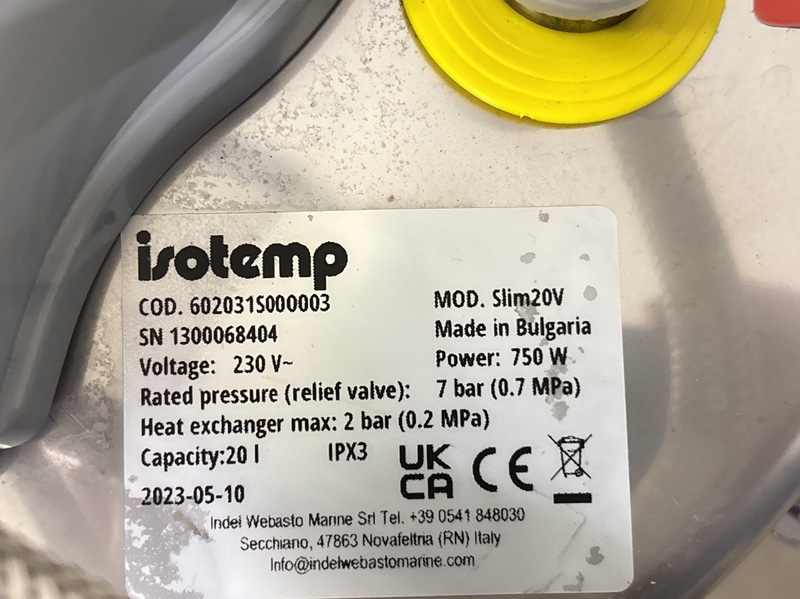 isotemp
COD. 602031S000003 MOD. Slim20V
SN 1300068404 Made in Bulgaria
Voltage: 230 V~ Power: 750 W
Rated pressure (relief valve): 7 bar (0.7 MPa)
Heat exchanger max: 2 bar (0.2 MPa)
Capacity:20 l IPX3 UK CA CE
2023-05-10
Indel Webasto Marine Srl Tel. +39 0541 848030
Secchiano, 47863 Novafeltria (RN) Italy
Info@indelwebastomarine.com